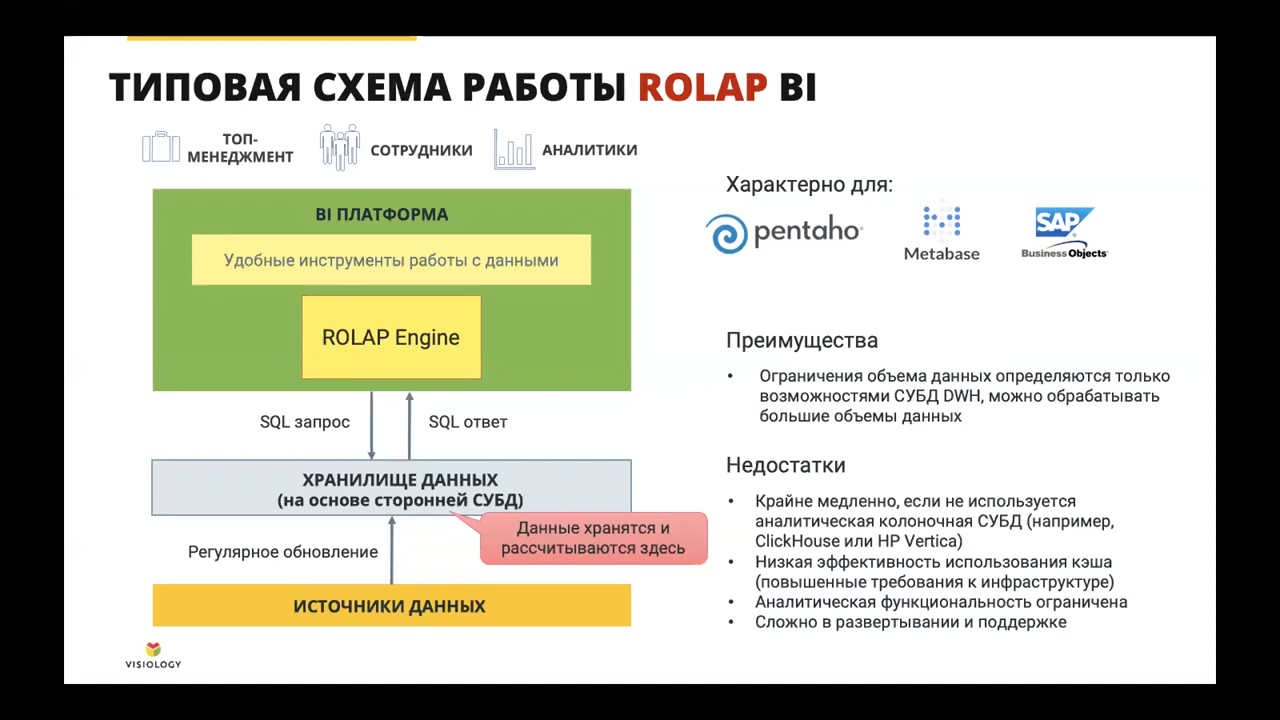 ТИПОВАЯ СХЕМА РАБОТЫ ROLAP BI
ТОП-
МЕНЕДЖМЕНТ
СОТРУДНИКИ
АНАЛИТИКИ
BI ПЛАТФОРМА
Удобные инструменты работы с данными
ROLAP Engine
SQL запрос
SQL ответ
ХРАНИЛИЩЕ ДАННЫХ
(на основе сторонней СУБД)
Данные хранятся и
рассчитываются здесь
Регулярное обновление
ИСТОЧНИКИ ДАННЫХ
VISIOLOGY
Характерно для:
pentaho
Metabase
SAP
Business Objects
Преимущества
• Ограничения объема данных определяются только
возможностями СУБД DWH, можно обрабатывать
большие объемы данных
Недостатки
• Крайне медленно, если не используется
аналитическая колоночная СУБД (например,
ClickHouse или HP Vertica)
• Низкая эффективность использования кэша
(повышенные требования к инфраструктуре)
• Аналитическая функциональность ограничена
• Сложно в развертывании и поддержке